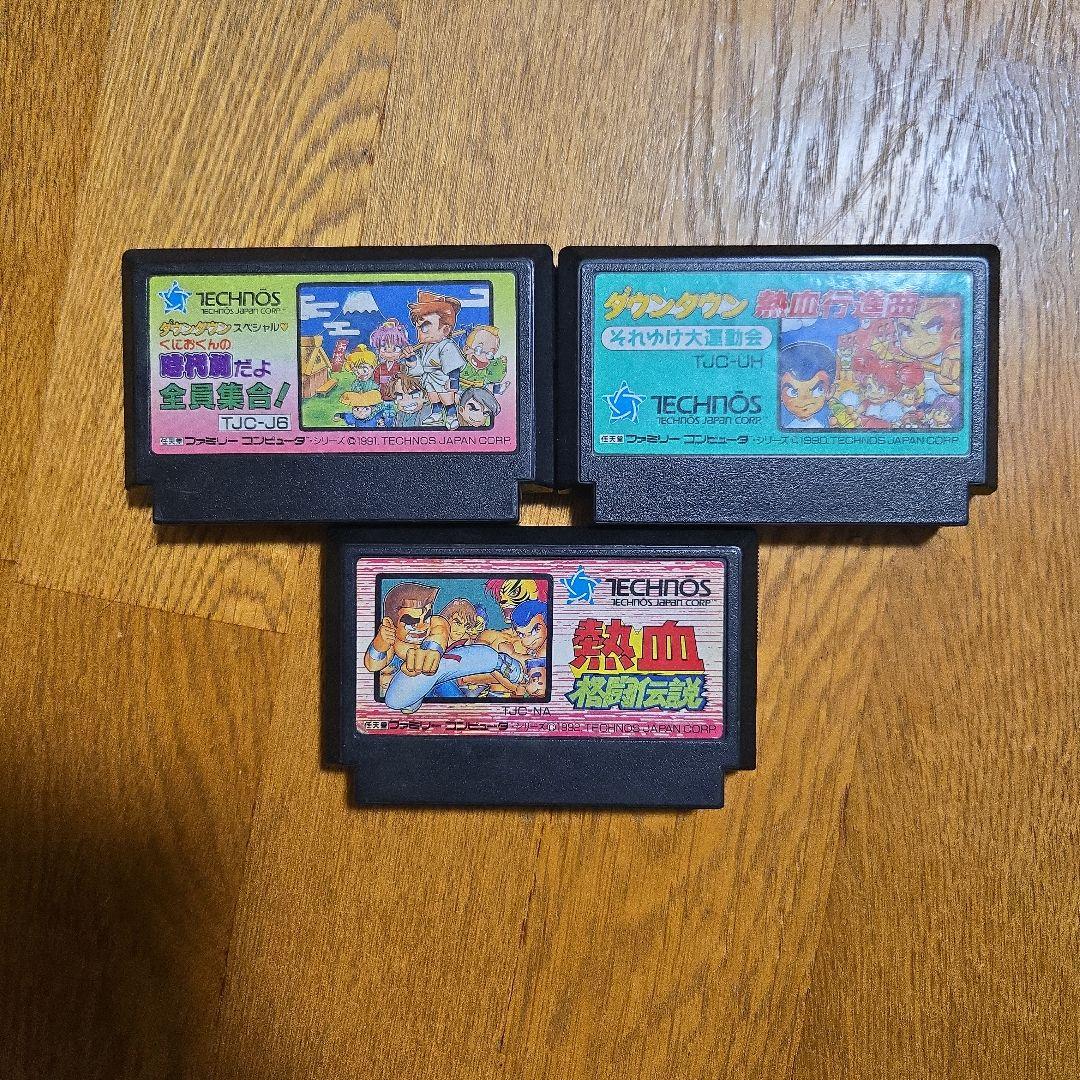 TECHNŌS
TECHNOS JAPAN CORP.
ダウンタウンスペシャル
くにおくんの
時代劇だよ
全員集合!
TJC-J6
任天堂 ファミリー コンピュータ・シリーズ ©1991, TECHNOS JAPAN CORP.
ダウンタウン 熱血行進曲
それゆけ大運動会
TJC-UH
TECHNŌS
TECHNOS JAPAN CORP.
任天堂 ファミリー コンピュータ・シリーズ ©1990, TECHNOS JAPAN CORP.
TECHNŌS
TECHNOS JAPAN CORP.
熱血
格闘伝説
TJC-NA
任天堂 ファミリー コンピュータ・シリーズ ©1992, TECHNOS JAPAN CORP.